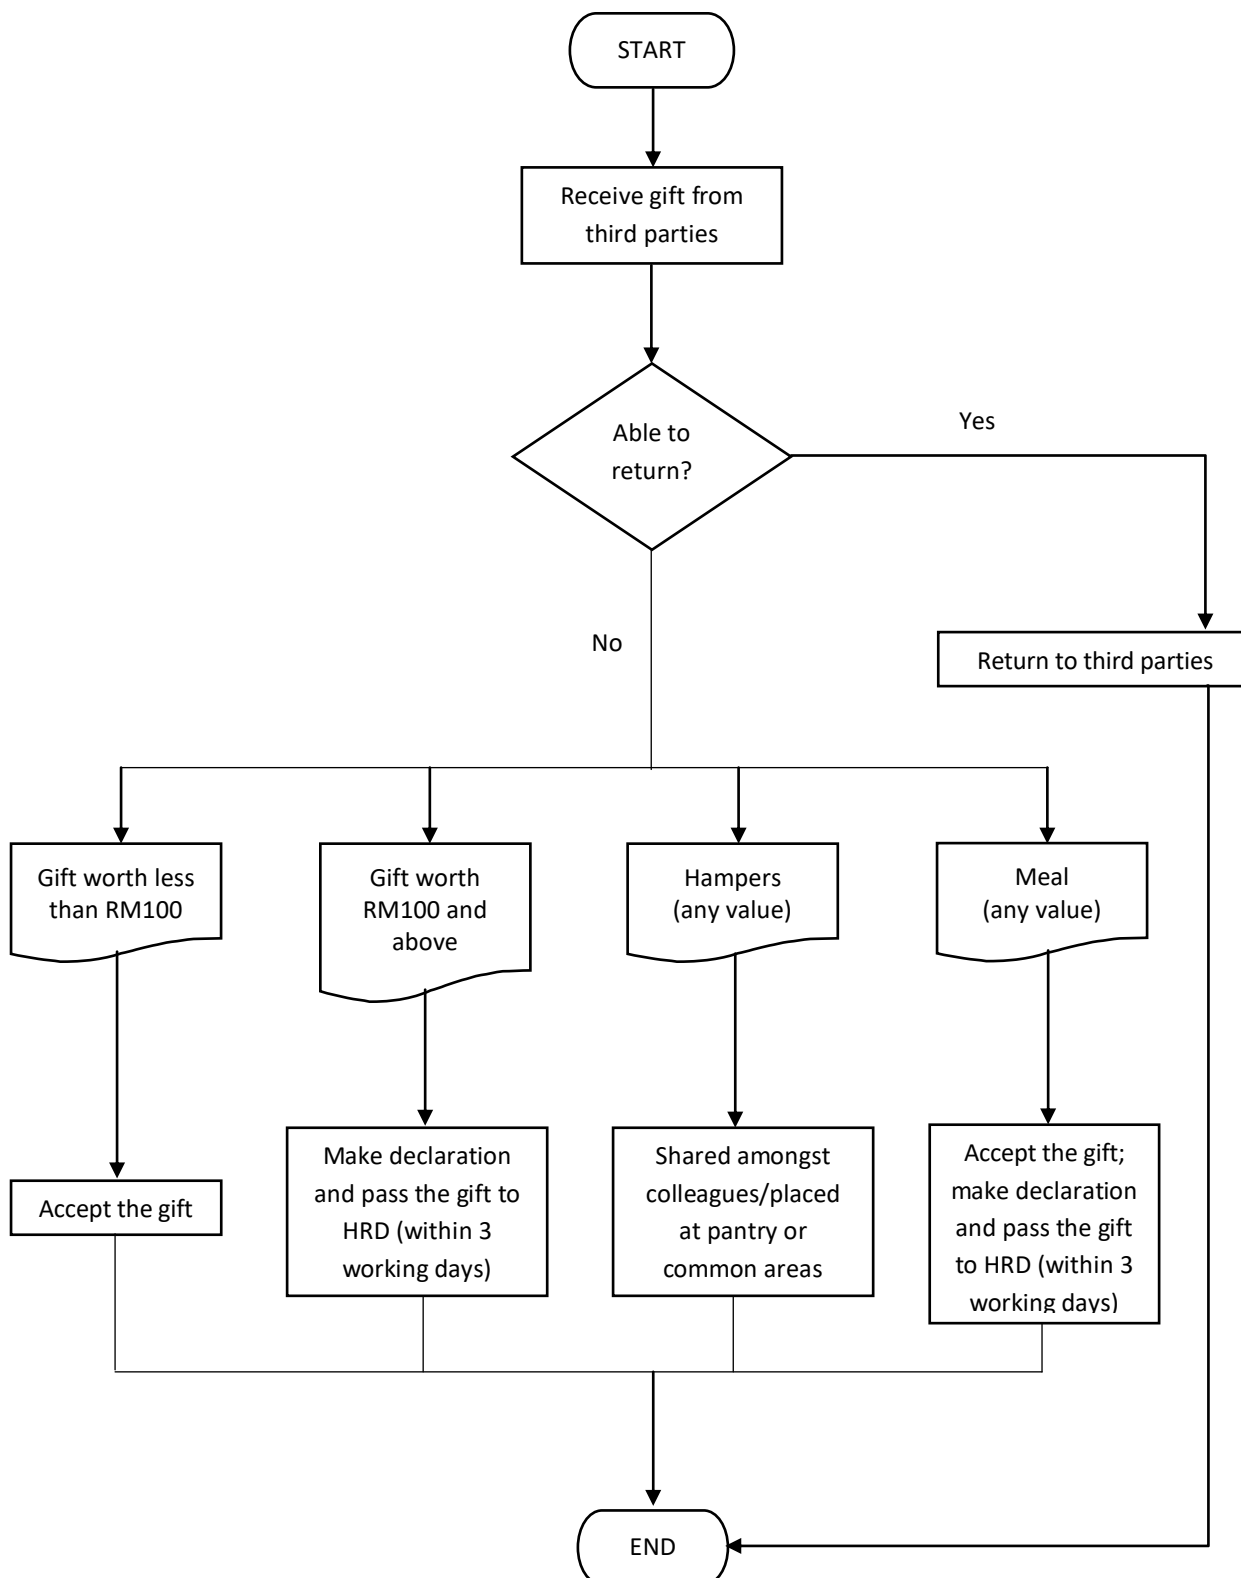 START
Receive gift from
third parties
Able to
return?
Yes
No
Return to third parties
Gift worth less
than RM100
Gift worth
RM100 and
above
Hampers
(any value)
Meal
(any value)
Accept the gift
Make declaration
and pass the gift to
HRD (within 3
working days)
Shared amongst
colleagues/placed
at pantry or
common areas
Accept the gift;
make declaration
and pass the gift
to HRD (within 3
working days)
END